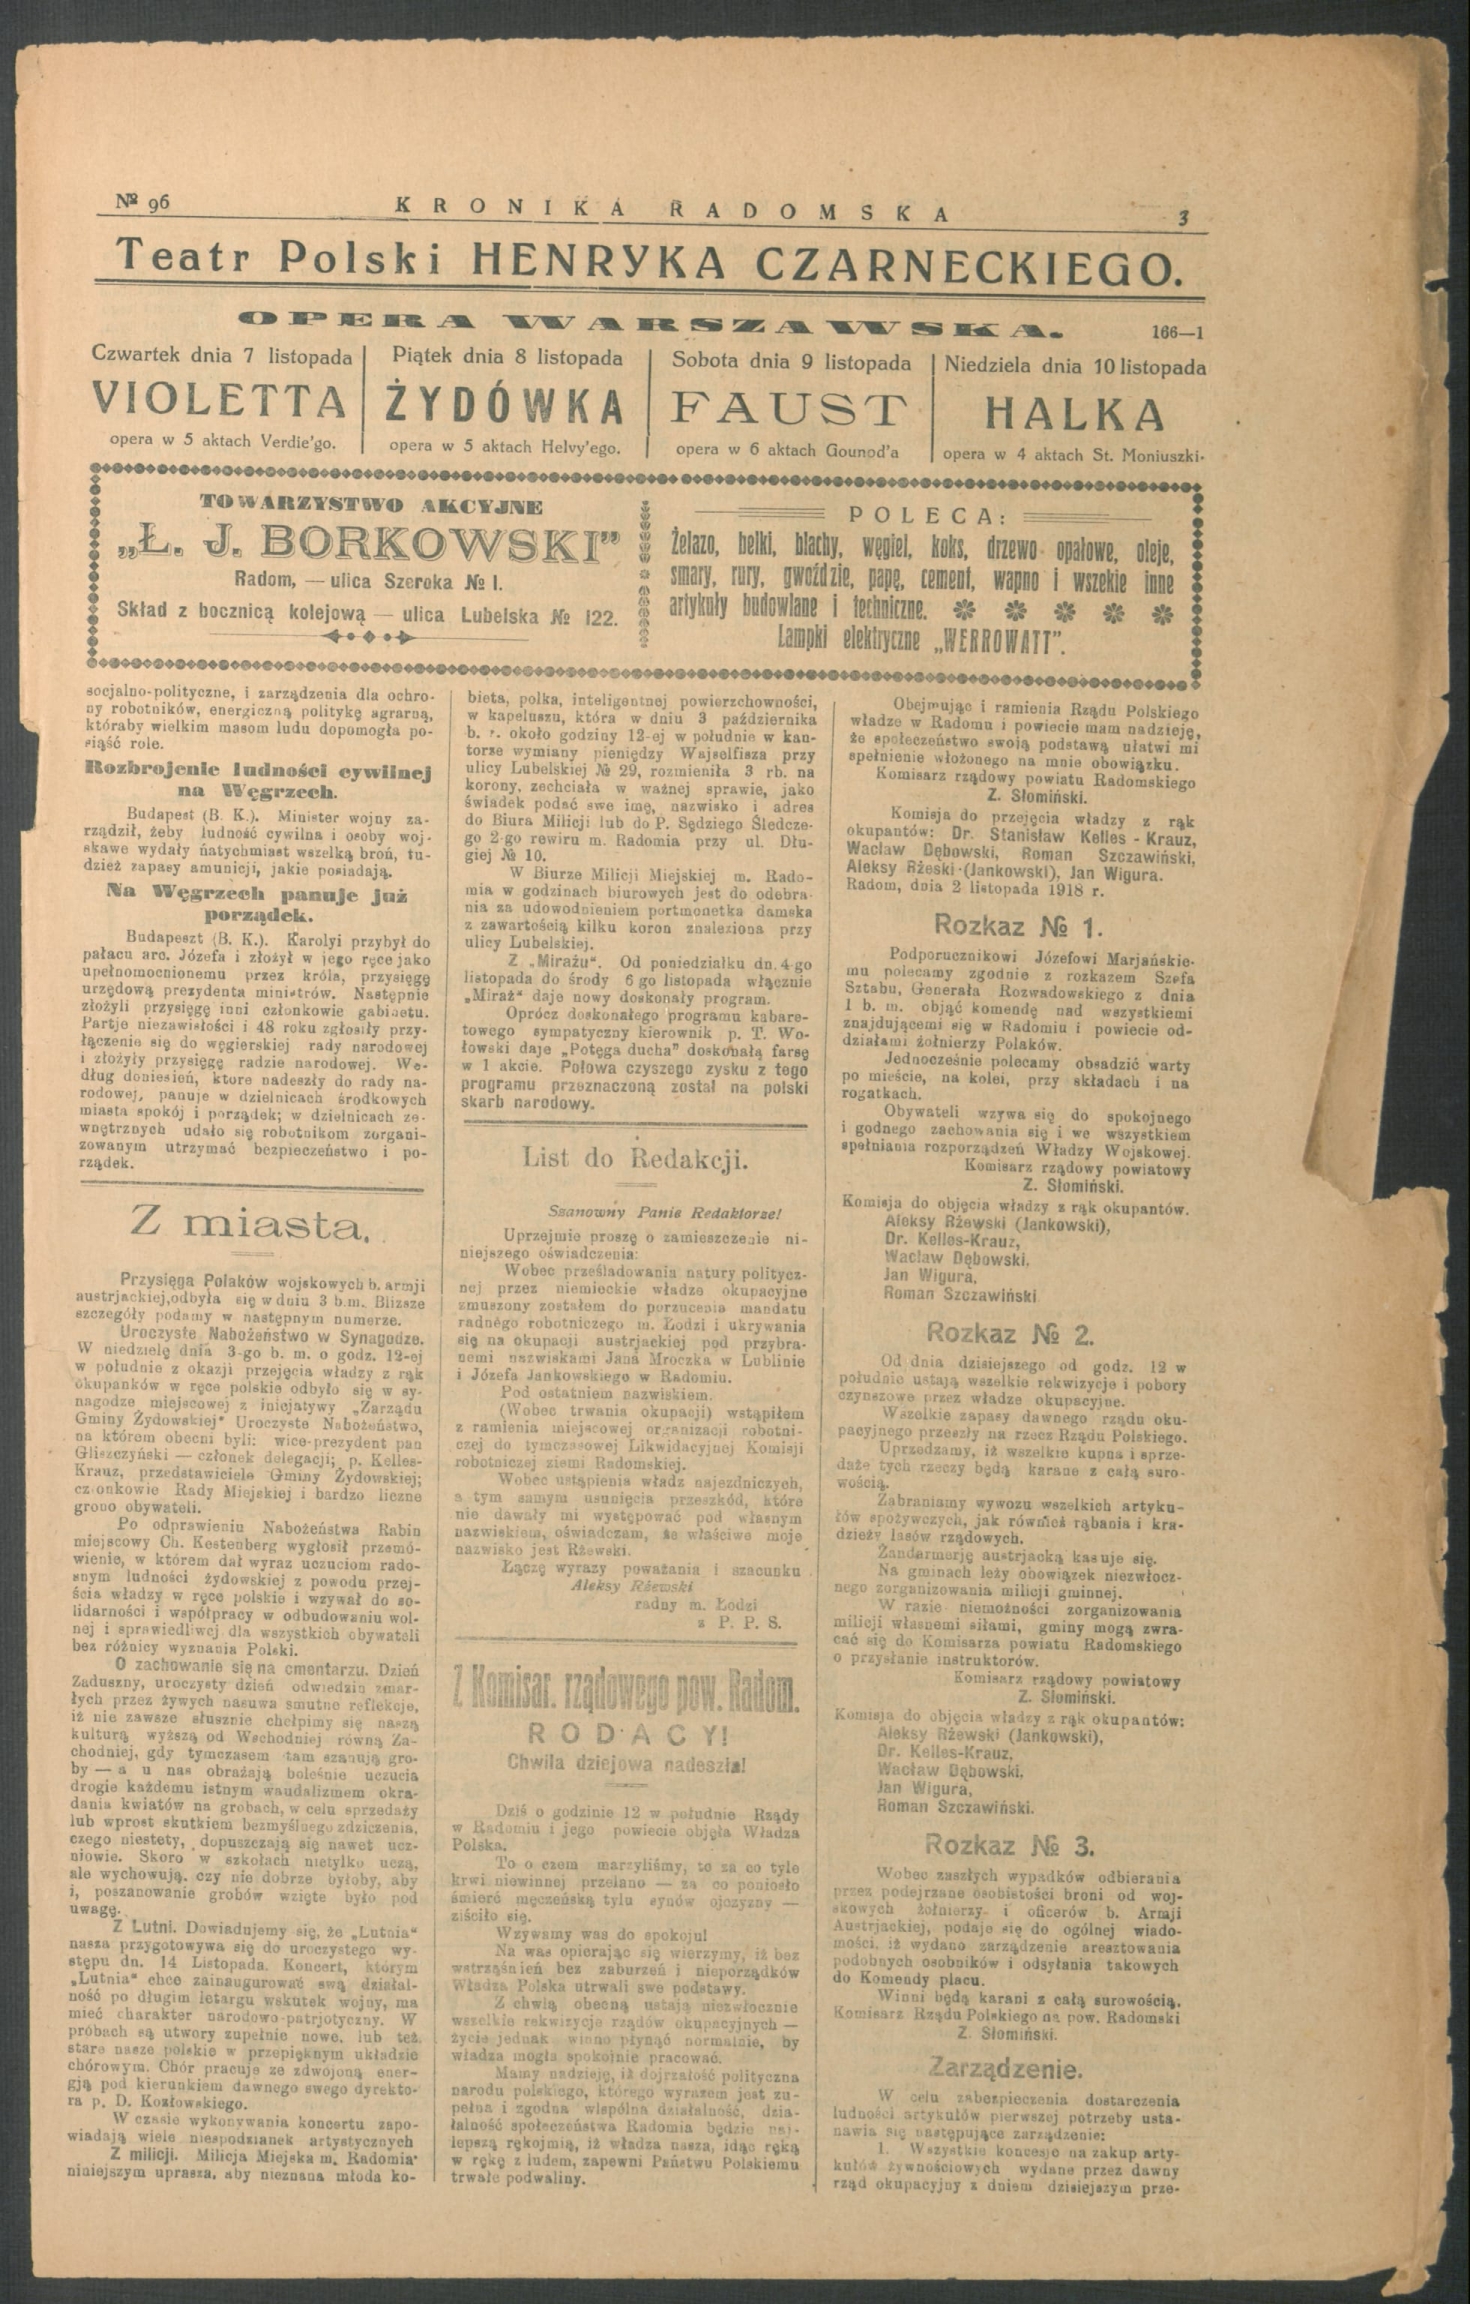 № 96
KRONIKA RADOMSKA
3
Teatr Polski HENRYKA CZARNECKIEGO.
OPERA WARSZAWSKA.
166—1
Czwartek dnia 7 listopada
VIOLETTA
opera w 5 aktach Verdie'go.
Piątek dnia 8 listopada
ŻYDÓWKA
opera w 5 aktach Helvy'ego.
Sobota dnia 9 listopada
FAUST
opera w 6 aktach Gounod'a
Niedziela dnia 10 listopada
HALKA
opera w 4 aktach St. Moniuszki.
TOWARZYSTWO AKCYJNE
„Ł. J. BORKOWSKI”
Radom, — ulica Szeroka № 1.
Skład z bocznicą kolejową — ulica Lubelska № 122.
POLECA:
Żelazo, belki, blachy, węgiel, koks, drzewo opałowe, oleje,
smary, rury, gwoździe, papę, cement, wapno i wszekie inne
artykuły budowlane i techniczne.
Lampki elektryczne „WERROWATT”.
socjalno-polityczne, i zarządzenia dla ochro-
ny robotników, energiczną politykę agrarną,
któraby wielkim masom ludu dopomogła po-
siąść role.
Rozbrojenie ludności cywilnej
na Węgrzech.
Budapest (B. K.). Minister wojny za-
rządził, żeby ludność cywilna i osoby woj-
skawe wydały natychmiast wszelką broń, tu-
dzież zapasy amunicji, jakie posiadają.
Na Węgrzech panuje już
porządek.
Budapeszt (B. K.). Karolyi przybył do
pałacu arc. Józefa i złożył w jego ręce jako
upełnomocnionemu przez króla, przysięgę
urzędową prezydenta ministrów. Następnie
złożyli przysięgę inni członkowie gabinetu.
Partje niezawisłości i 48 roku zgłosiły przy-
łączenie się do węgierskiej rady narodowej
i złożyły przysięgę radzie narodowej. We-
dług doniesień, ktore nadeszły do rady na-
rodowej, panuje w dzielnicach środkowych
miasta spokój i porządek; w dzielnicach ze-
wnętrznych udało się robotnikom zorgani-
zowanym utrzymać bezpieczeństwo i po-
rządek.
Z miasta.
Przysięga Polaków wojskowych b. armji
austrjackiej, odbyła się w dniu 3 b.m. Bliższe
szczegóły podamy w następnym numerze.
Uroczyste Nabożeństwo w Synagodze.
W niedzielę dnia 3-go b. m. o godz. 12-ej
w południe z okazji przejęcia władzy z rąk
okupanków w ręce polskie odbyło się w sy-
nagodze miejscowej z inicjatywy „Zarządu
Gminy Żydowskiej“ Uroczyste Nabożeństwo,
na którem obecni byli: wice-prezydent pan
Gliszczyński — członek delegacji; p. Kelles-
Krauz, przedstawiciele Gminy Żydowskiej;
cz onkowie Rady Miejskiej i bardzo liczne
grono obywateli.
Po odprawieniu Nabożeństwa Rabin
miejscowy Ch. Kestenberg wygłosił przemó-
wienie, w którem dał wyraz uczuciom rado-
snym ludności żydowskiej z powodu przej-
ścia władzy w ręce polskie i wzywał do so-
lidarności i współpracy w odbudowaniu wol-
nej i sprawiedliwej dla wszystkich obywateli
bez różnicy wyznania Polski.
O zachowanie się na cmentarzu. Dzień
Zaduszny, uroczysty dzień odwiedzin zmar-
łych przez żywych nasuwa smutne refleksje,
iż nie zawsze słusznie chełpimy się naszą
kulturą wyższą od Wschodniej równą Za-
chodniej, gdy tymczasem tam szanują gro-
by — a u nas obrażają boleśnie uczucia
drogie każdemu istnym waudalizmem okra-
dania kwiatów na grobach, w celu sprzedaży
lub wprost skutkiem bezmyślnego zdziczenia,
czego niestety, dopuszczają się nawet ucz-
niowie. Skoro w szkołach nietylko uczą,
ale wychowują. czy nie dobrze byłoby, aby
i, poszanowanie grobów wzięte było pod
uwagę.
Z Lutni. Dowiadujemy się, że „Lutnia“
nasza przygotowywa się do uroczystego wy-
stępu dn. 14 Listopada. Koncert, którym
„Lutnia“ chce zainaugurować swą działal-
ność po długim letargu wskutek wojny, ma
mieć charakter narodowo-patrjotyczny. W
próbach są utwory zupełnie nowe, lub też
stare nasze polskie w przepięknym układzie
chórowym. Chór pracuje ze zdwojoną ener-
gją pod kierunkiem dawnego swego dyrekto-
ra p. D. Kozłowskiego.
W czasie wykonywania koncertu zapo-
wiadają wiele niespodzianek artystycznych
Z milicji. Milicja Miejska m. Radomia
niniejszym uprasza, aby nieznana młoda ko-
bieta, polka, inteligentnej powierzchowności,
w kapeluszu, która w dniu 3 października
b. r. około godziny 12-ej w południe w kan-
torze wymiany pieniędzy Wajselfisza przy
ulicy Lubelskiej № 29, rozmieniła 3 rb. na
korony, zechciała w ważnej sprawie, jako
świadek podać swe imę, nazwisko i adres
do Biura Milicji lub do P. Sędziego Śledcze-
go 2-go rewiru m. Radomia przy ul. Dłu-
giej № 10.
W Biurze Milicji Miejskiej m. Rado-
mia w godzinach biurowych jest do odebra-
nia za udowodnieniem portmonetka damska
z zawartością kilku koron znaleziona przy
ulicy Lubelskiej.
Z „Mirażu“. Od poniedziałku dn. 4-go
listopada do środy 6 go listopada włącznie
„Miraż“ daje nowy doskonały program.
Oprócz doskonałego programu kabare-
towego sympatyczny kierownik p. T. Wo-
łowski daje „Potęga ducha” doskonałą farsę
w 1 akcie. Połowa czyszego zysku z tego
programu przeznaczoną został na polski
skarb narodowy.
List do Redakcji.
Szanowny Panie Redaktorze!
Uprzejmie proszę o zamieszczenie ni-
niejszego oświadczenia:
Wobec prześladowania natury politycz-
nej przez niemieckie władze okupacyjne
zmuszony zostałem do porzucenia mandatu
radnego robotniczego m. Łodzi i ukrywania
się na okupacji austrjackiej pod przybra-
nemi nazwiskami Jana Mroczka w Lublinie
i Józefa Jankowskiego w Radomiu.
Pod ostatniem nazwiskiem.
(Wobec trwania okupacji) wstąpiłem
z ramienia miejscowej organizacji robotni-
czej do tymczasowej Likwidacyjnej Komisji
robotniczej ziemi Radomskiej.
Wobec ustąpienia władz najezdniczych,
a tym samym usunięcia przeszkód, które
nie dawały mi występować pod własnym
nazwiskiem, oświadczam, że właściwe moje
nazwisko jest Rżewski.
Łączę wyrazy poważania i szacunku
Aleksy Rżewski
radny m. Łodzi
z P. P. S.
Z Komisar. rządowego pow. Radom.
RODACY!
Chwila dziejowa nadeszła!
Dziś o godzinie 12 w południe Rządy
w Radomiu i jego powiecie objęła Władza
Polska.
To o czem marzyliśmy, to za co tyle
krwi niewinnej przelano — za co poniosło
śmierć męczeńską tylu synów ojczyzny —
ziściło się.
Wzywamy was do spokoju!
Na was opierając się wierzymy, iż bez
wstrząśnień bez zaburzeń i nieporządków
Władza Polska utrwali swe podstawy.
Z chwią obecną ustają niezwłocznie
wszelkie rekwizycje rządów okupacyjnych —
życie jednak winno płynąć normalnie, by
władza mogła spokojnie pracować.
Mamy nadzieję, iż dojrzałość polityczna
narodu polskiego, którego wyrazem jest zu-
pełna i zgodna wspólna działalność, dzia-
łalność społeczeństwa Radomia będzie naj-
lepszą rękojmią, iż władza nasza, idąc ręką
w rękę z ludem, zapewni Państwu Polskiemu
trwałe podwaliny.
Obejmując i ramienia Rządu Polskiego
władze w Radomu i powiecie mam nadzieję,
że społeczeństwo swoją podstawą ułatwi mi
spełnienie włożonego na mnie obowiązku.
Komisarz rządowy powiatu Radomskiego
Z. Słomiński.
Komisja do przejęcia władzy z rąk
okupantów: Dr. Stanisław Kelles - Krauz,
Wacław Dębowski, Roman Szczawiński,
Aleksy Rżeski (Jankowski), Jan Wigura.
Radom, dnia 2 listopada 1918 r.
Rozkaz № 1.
Podporucznikowi Józefowi Marjańskie-
mu polecamy zgodnie z rozkazem Szefa
Sztabu, Generała Rozwadowskiego z dnia
1 b. m. objąć komendę nad wszystkiemi
znajdującemi się w Radomiu i powiecie od-
działami żołnierzy Polaków.
Jednocześnie polecamy obsadzić warty
po mieście, na kolei, przy składach i na
rogatkach.
Obywateli wzywa się do spokojnego
i godnego zachowania się i we wszystkiem
spełniania rozporządzeń Władzy Wojskowej.
Komisarz rządowy powiatowy
Z. Słomiński.
Komisja do objęcia władzy z rąk okupantów.
Aleksy Rżewski (Jankowski),
Dr. Kelles-Krauz,
Wacław Dębowski,
Jan Wigura,
Roman Szczawiński
Rozkaz № 2.
Od dnia dzisiejszego od godz. 12 w
południe ustają wszelkie rekwizycje i pobory
czynszowe przez władze okupacyjne.
Wszelkie zapasy dawnego rządu oku-
pacyjnego przeszły na rzecz Rządu Polskiego.
Uprzedzamy, iż wszelkie kupna i sprze-
daże tych rzeczy będą karane z całą suro-
wością.
Zabraniamy wywozu wszelkich artyku-
łów spożywczych, jak również rąbania i kra-
dzieży lasów rządowych.
Żandarmerję austrjacką kasuje się.
Na gminach leży obowiązek niezwłocz-
nego zorganizowania milicji gminnej.
W razie niemożności zorganizowania
milicji własnemi siłami, gminy mogą zwra-
cać się do Komisarza powiatu Radomskiego
o przysłanie instruktorów.
Komisarz rządowy powiatowy
Z. Słomiński.
Komisja do objęcia władzy z rąk okupantów:
Aleksy Rżewski (Jankowski),
Dr. Kelles-Krauz,
Wacław Dębowski,
Jan Wigura,
Roman Szczawiński.
Rozkaz № 3.
Wobec zaszłych wypadków odbierania
przez podejrzane osobistości broni od woj-
skowych żołnierzy i oficerów b. Armji
Austrjackiej, podaje się do ogólnej wiado-
mości, iż wydano zarządzenie aresztowania
podobnych osobników i odsyłania takowych
do Komendy placu.
Winni będą karani z całą surowością.
Komisarz Rządu Polskiego na pow. Radomski
Z. Słomiński.
Zarządzenie.
W celu zabezpieczenia dostarczenia
ludności artykułów pierwszej potrzeby usta-
nawia się następujące zarządzenie:
1. Wszystkie koncesje na zakup arty-
kułów żywnościowych wydane przez dawny
rząd okupacyjny z dniem dzisiejszym prze-